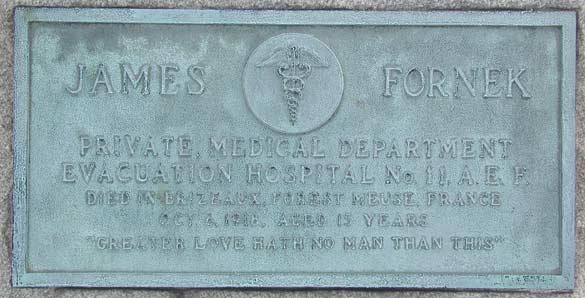 JAMES FORNEK
PRIVATE, MEDICAL DEPARTMENT
EVACUATION HOSPITAL No. 11, A. E. F.
DIED IN BRIZEAUX, FOREST MEUSE, FRANCE
OCT. 1918, AGED 15 YEARS
"GREATER LOVE HATH NO MAN THAN THIS"